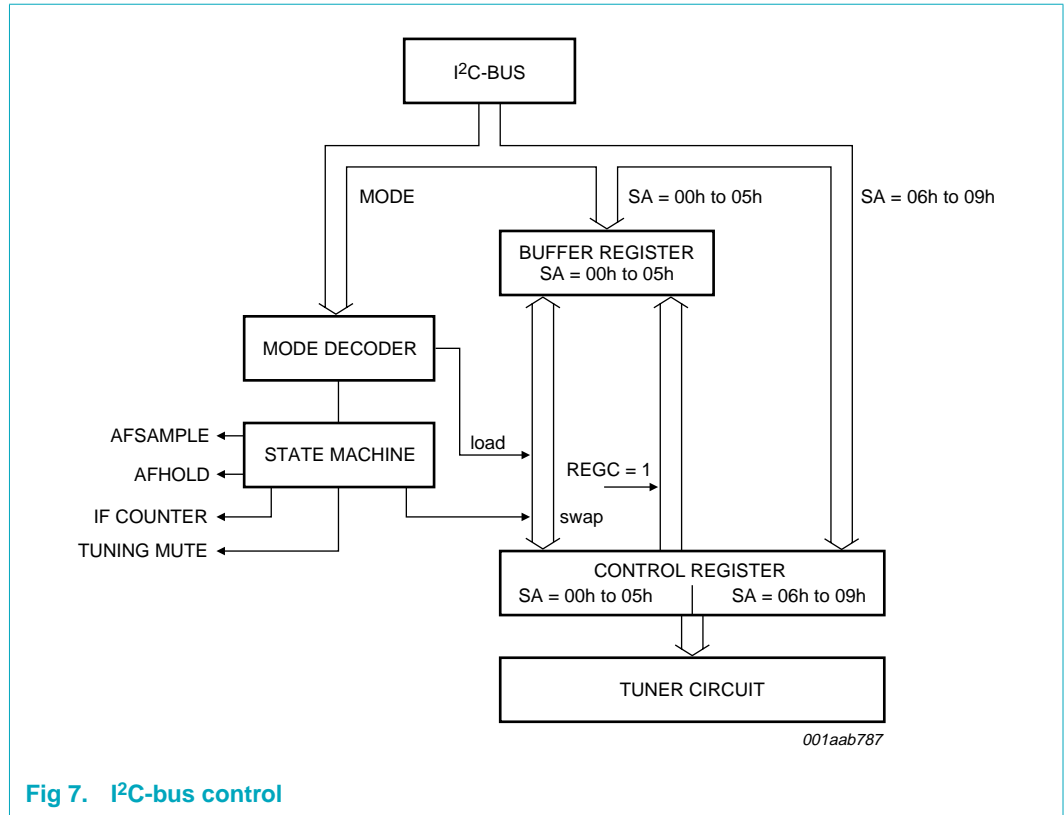 I²C-BUS
MODE
SA = 00h to 05h
SA = 06h to 09h
BUFFER REGISTER
SA = 00h to 05h
MODE DECODER
AFSAMPLE
load
STATE MACHINE
AFHOLD
REGC = 1
IF COUNTER
swap
TUNING MUTE
CONTROL REGISTER
SA = 00h to 05h
SA = 06h to 09h
TUNER CIRCUIT
001aab787
Fig 7. I²C-bus control